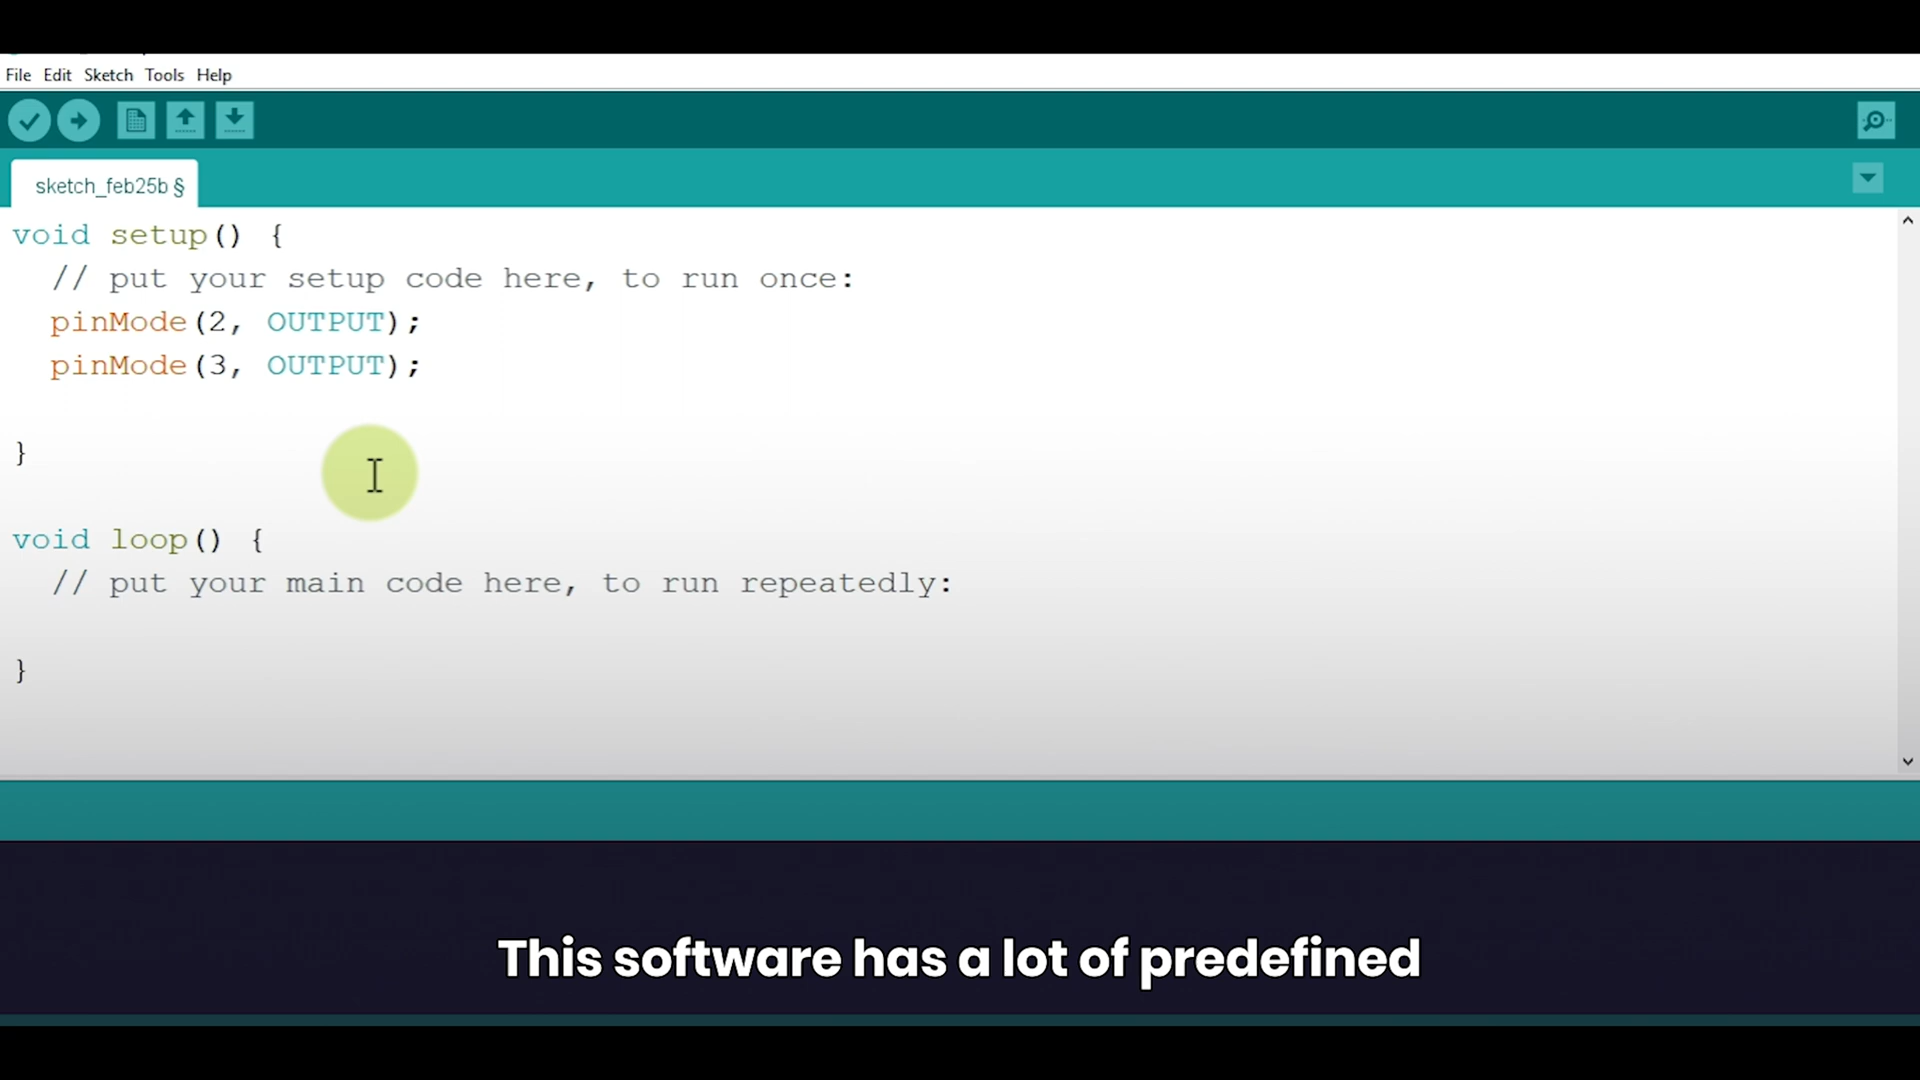 File Edit Sketch Tools Help
sketch_feb25b §
void setup() {
// put your setup code here, to run once:
pinMode(2, OUTPUT);
pinMode(3, OUTPUT);
}
void loop() {
// put your main code here, to run repeatedly:
}
This software has a lot of predefined